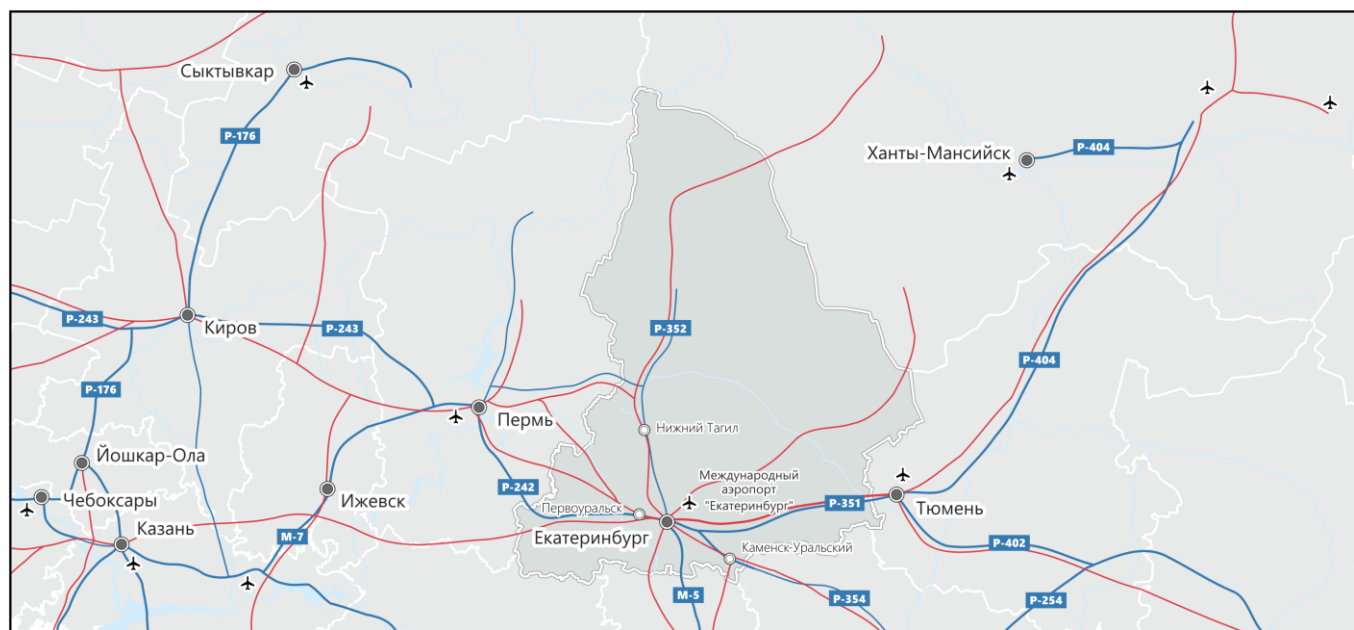 Сыктывкар
Р-176
Ханты-Мансийск
Р-404
Р-243
Киров
Р-243
Р-352
Р-404
Р-176
Пермь
Нижний Тагил
Йошкар-Ола
Чебоксары
Ижевск
Р-242
Международный
аэропорт
"Екатеринбург"
Р-351
Тюмень
Первоуральск
Казань
М-7
Екатеринбург
Каменск-Уральский
Р-402
М-5
Р-354
Р-254